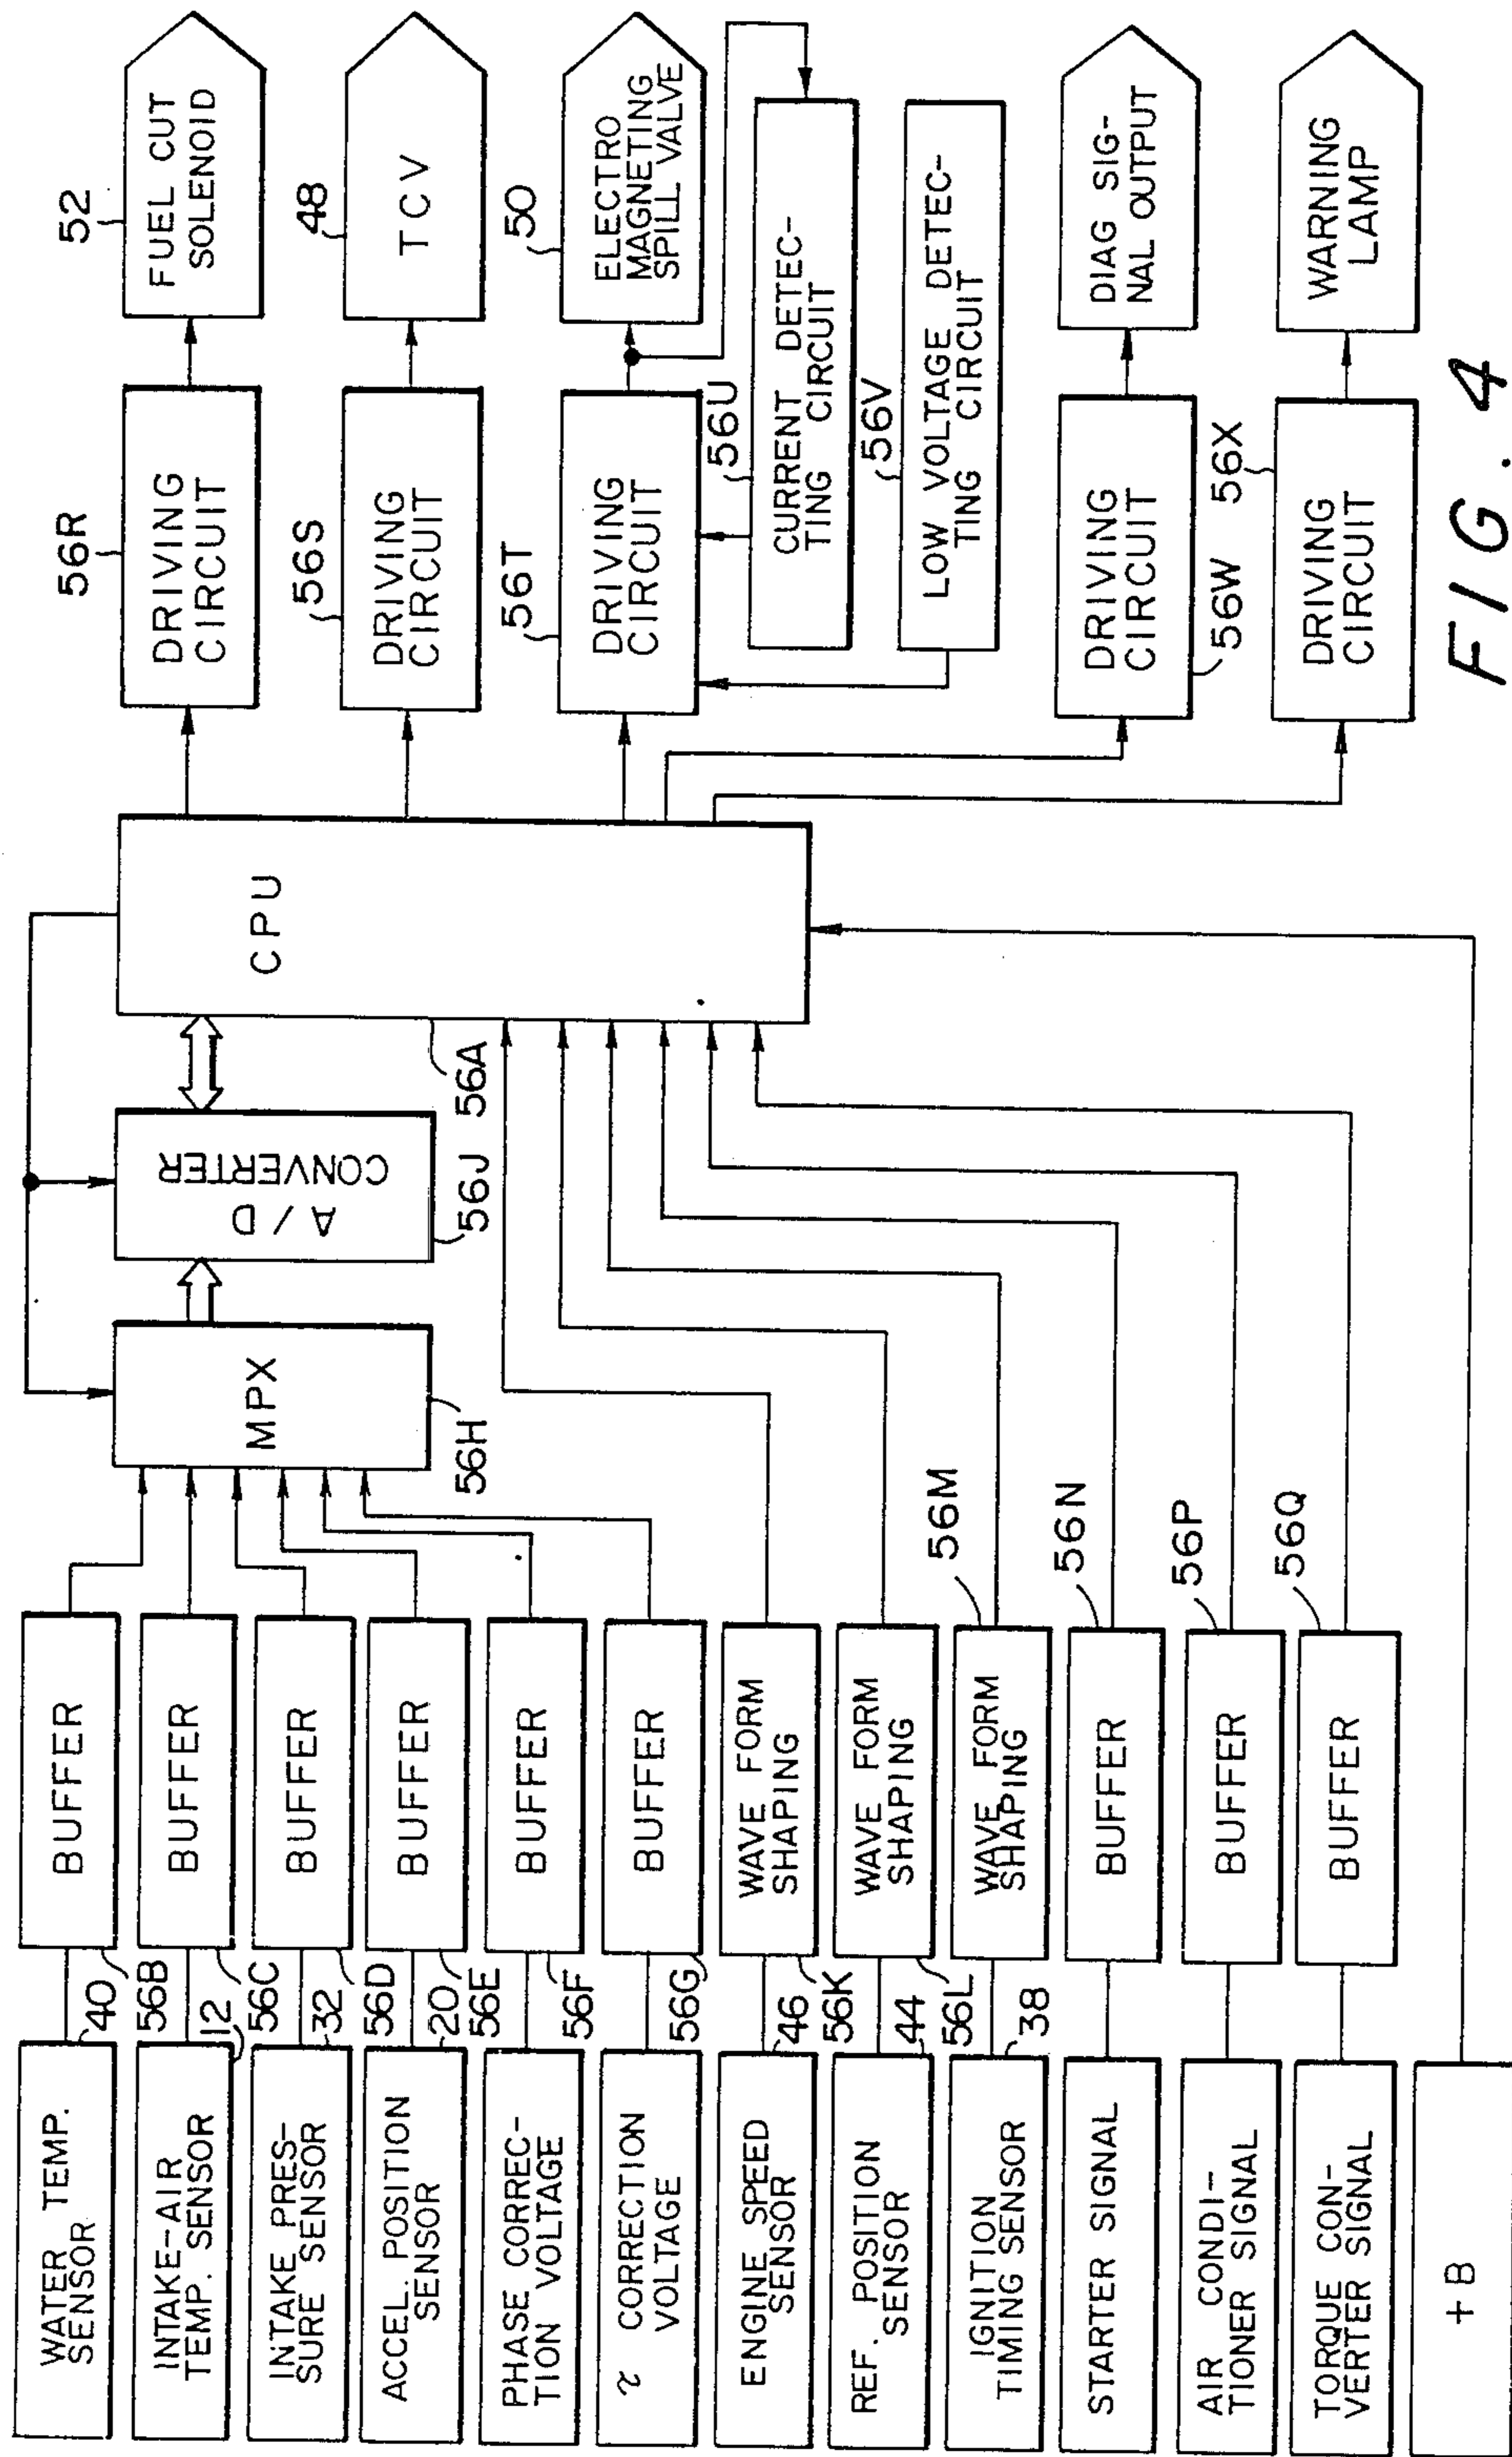 WATER TEMP.
SENSOR
40
BUFFER
56B
INTAKE-AIR
TEMP. SENSOR
12
BUFFER
56C
INTAKE PRES-
SURE SENSOR
32
BUFFER
56D
ACCEL. POSITION
SENSOR
20
BUFFER
56E
PHASE CORREC-
TION VOLTAGE
BUFFER
56F
τ CORRECTION
VOLTAGE
BUFFER
56G
ENGINE SPEED
SENSOR
46
WAVE FORM
SHAPING
56K
REF. POSITION
SENSOR
44
WAVE FORM
SHAPING
56L
IGNITION
TIMING SENSOR
38
WAVE FORM
SHAPING
56M
STARTER SIGNAL
BUFFER
56N
AIR CONDI-
TIONER SIGNAL
BUFFER
56P
TORQUE CON-
VERTER SIGNAL
BUFFER
56Q
+B
MPX
56H
A/D
CONVERTER
56J
CPU
56A
56R
DRIVING
CIRCUIT
52
FUEL CUT
SOLENOID
56S
DRIVING
CIRCUIT
48
TCV
56T
DRIVING
CIRCUIT
50
ELECTRO
MAGNETING
SPILL VALVE
56U
CURRENT DETEC-
TING CIRCUIT
56V
LOW VOLTAGE DETEC-
TING CIRCUIT
DRIVING
CIRCUIT
56W
DIAG SIG-
NAL OUTPUT
56X
DRIVING
CIRCUIT
WARNING
LAMP
FIG. 4